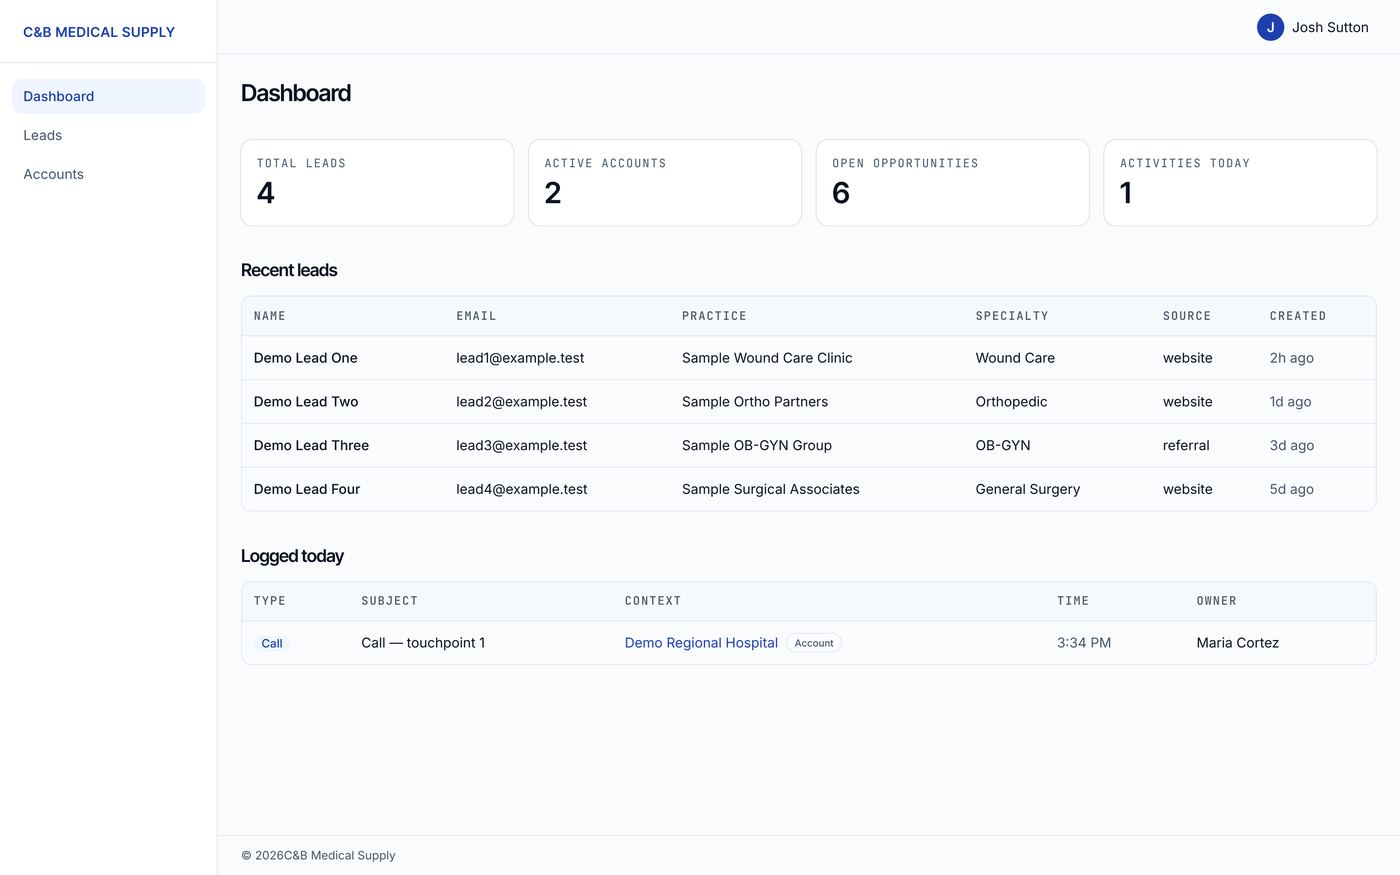 C&B MEDICAL SUPPLY
J Josh Sutton
Dashboard
Leads
Accounts
Dashboard
TOTAL LEADS
4
ACTIVE ACCOUNTS
2
OPEN OPPORTUNITIES
6
ACTIVITIES TODAY
1
Recent leads
NAME EMAIL PRACTICE SPECIALTY SOURCE CREATED
Demo Lead One lead1@example.test Sample Wound Care Clinic Wound Care website 2h ago
Demo Lead Two lead2@example.test Sample Ortho Partners Orthopedic website 1d ago
Demo Lead Three lead3@example.test Sample OB-GYN Group OB-GYN referral 3d ago
Demo Lead Four lead4@example.test Sample Surgical Associates General Surgery website 5d ago
Logged today
TYPE SUBJECT CONTEXT TIME OWNER
Call Call — touchpoint 1 Demo Regional Hospital Account 3:34 PM Maria Cortez
© 2026C&B Medical Supply